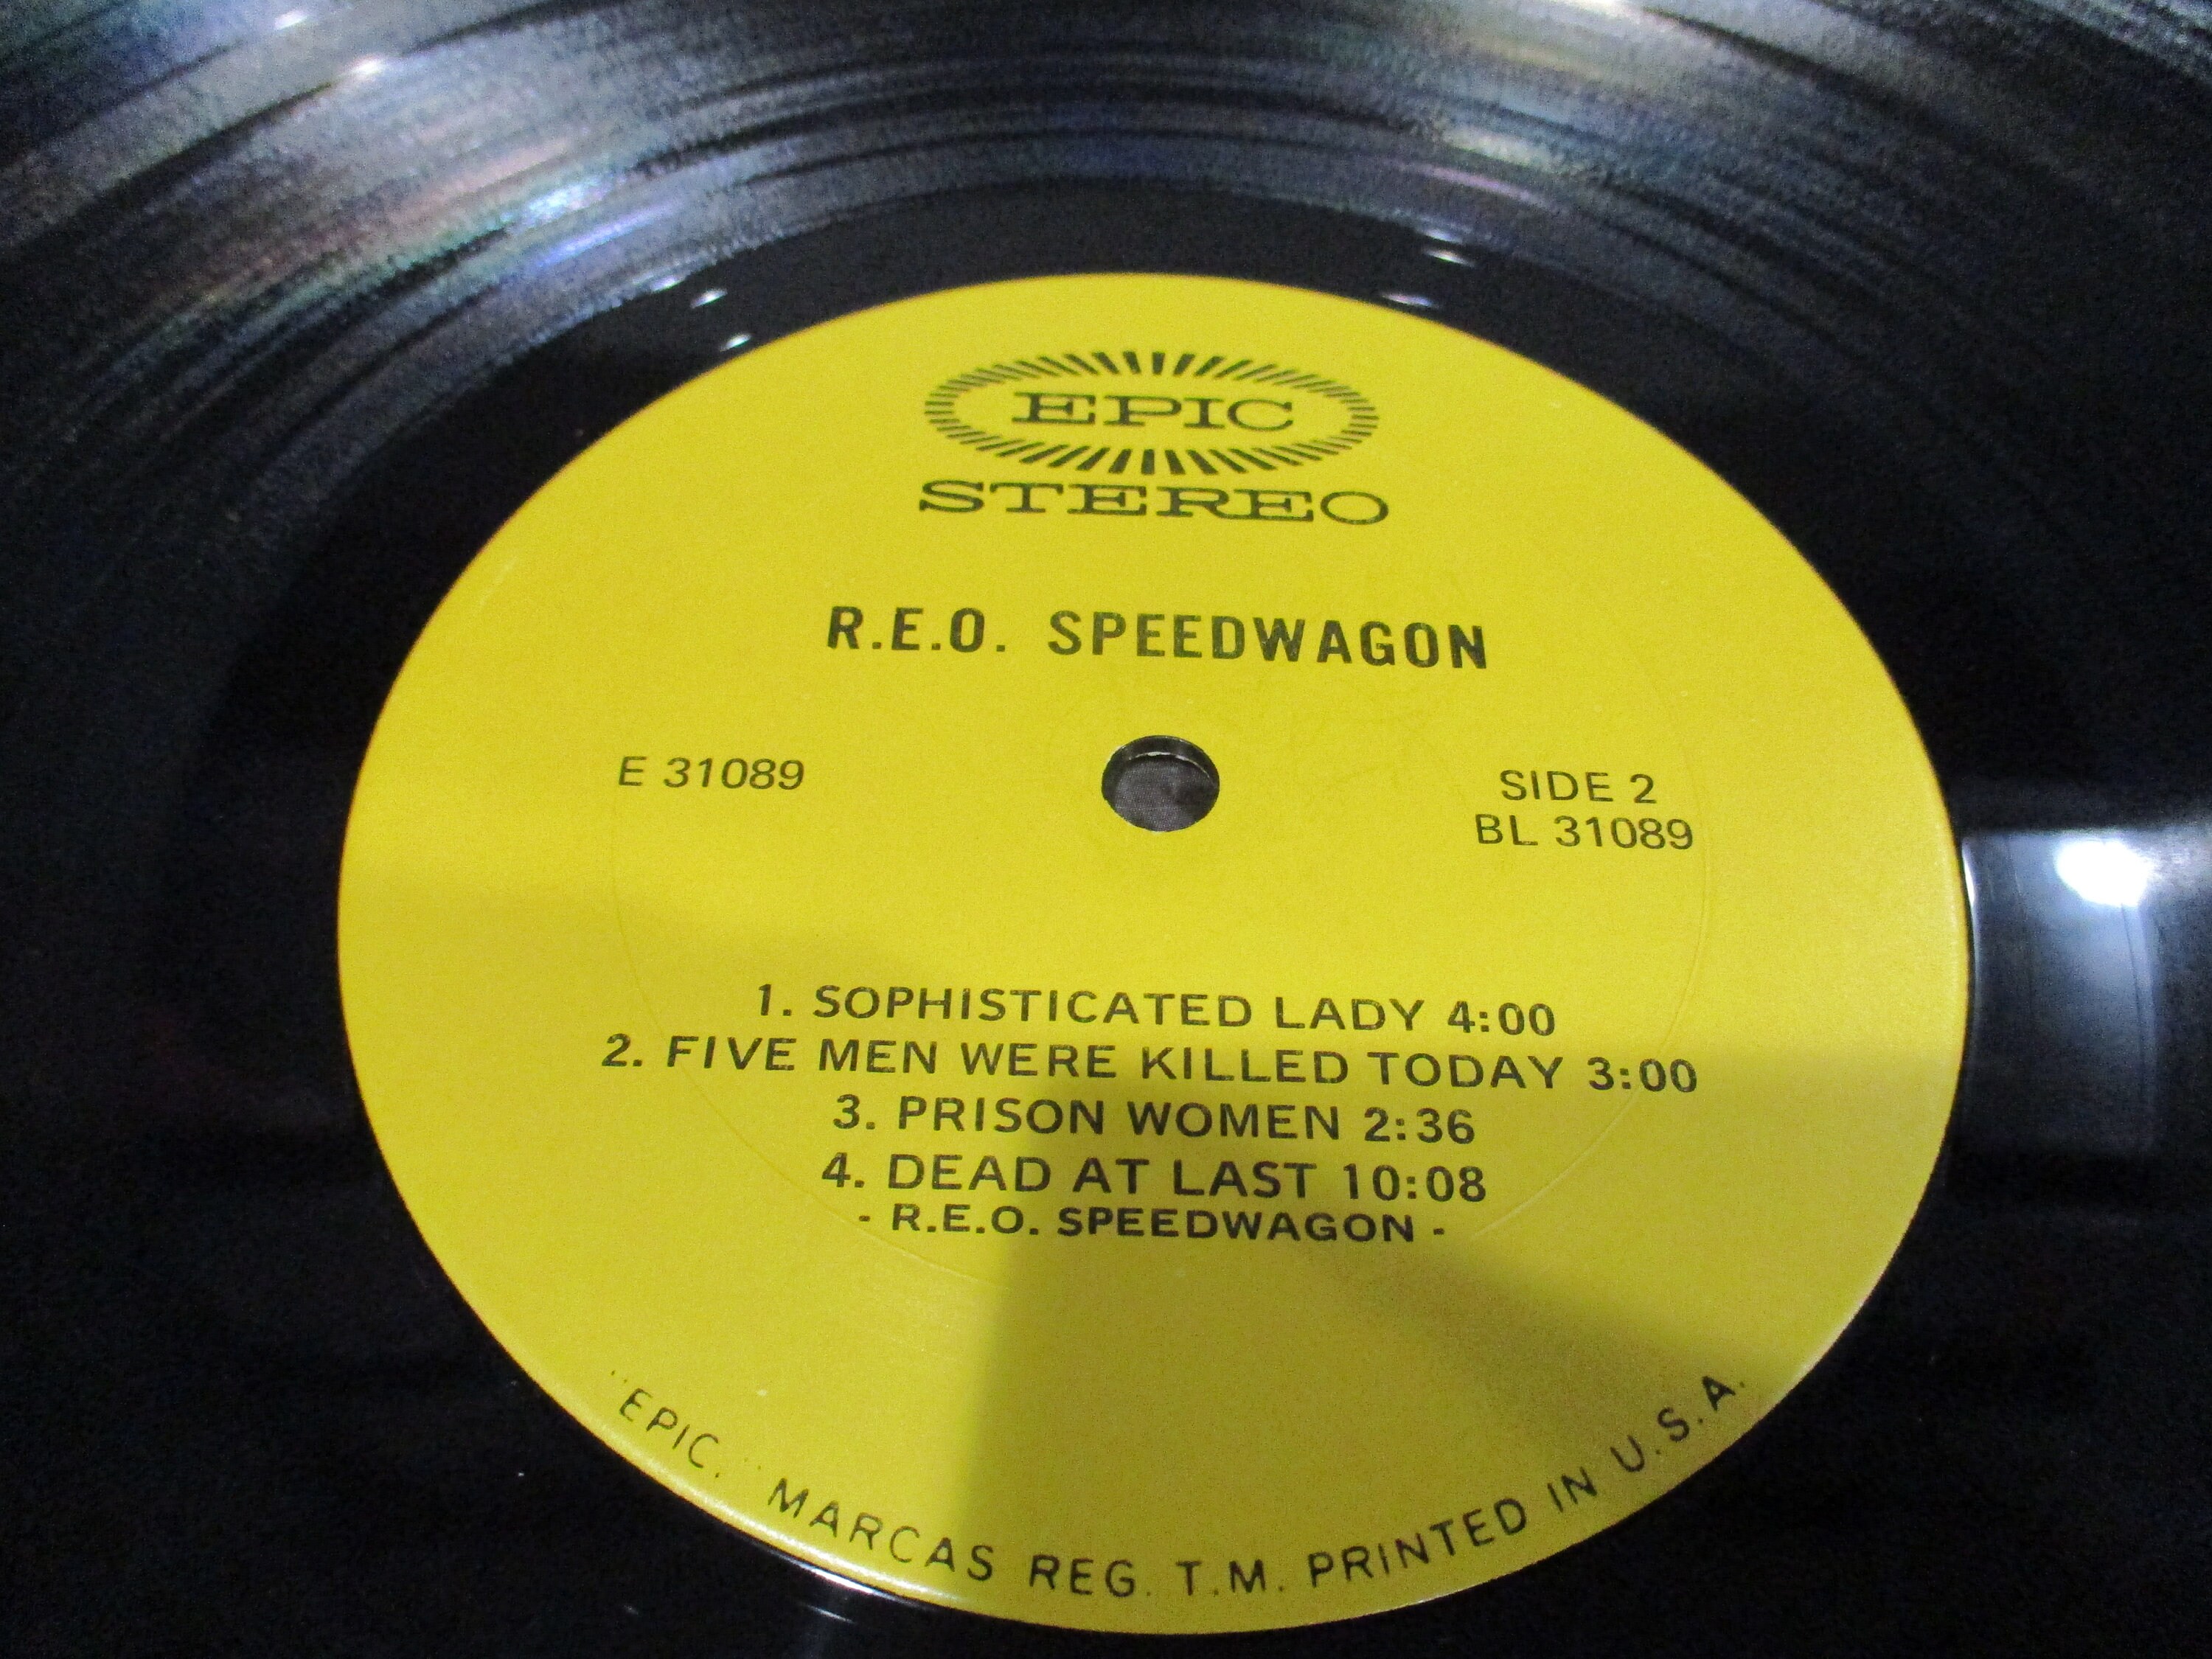 EPIC
STEREO
R.E.O. SPEEDWAGON
E 31089
SIDE 2
BL 31089
1. SOPHISTICATED LADY 4:00
2. FIVE MEN WERE KILLED TODAY 3:00
3. PRISON WOMEN 2:36
4. DEAD AT LAST 10:08
- R.E.O. SPEEDWAGON -
"EPIC." MARCAS REG. T.M. PRINTED IN U.S.A.